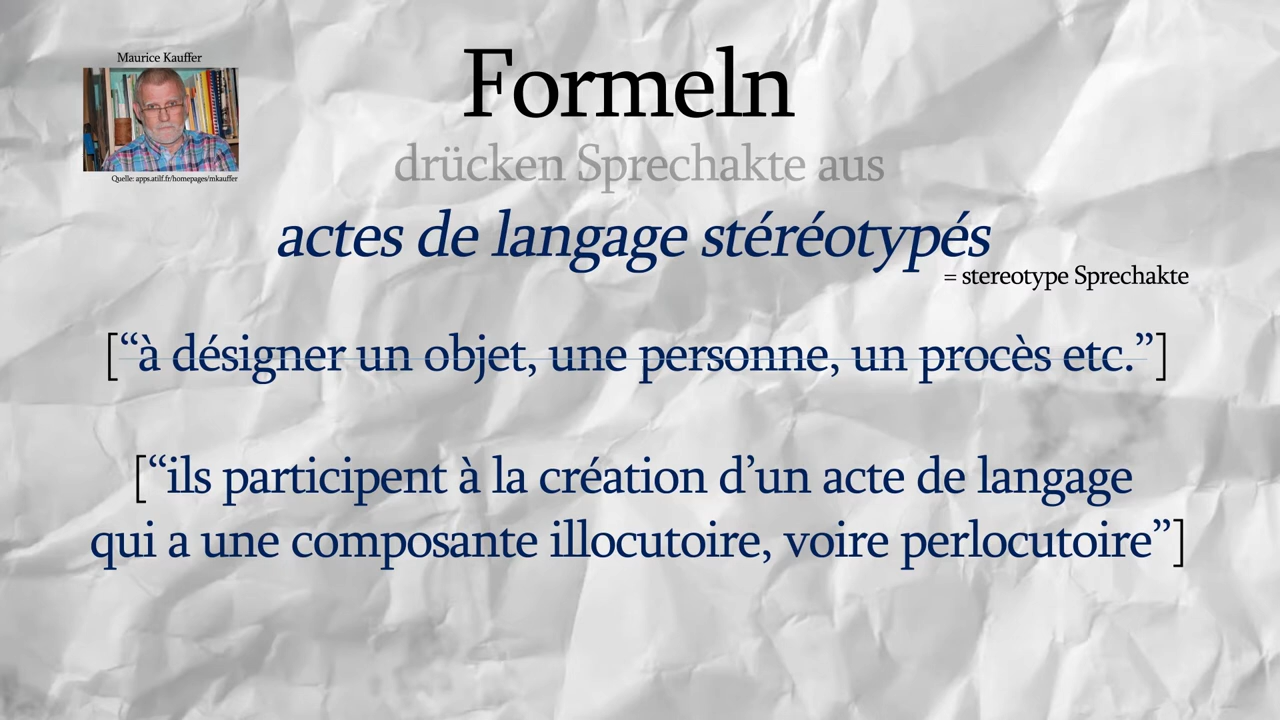 Maurice Kauffer
Quelle: apps.atilf.fr/homepages/mkauffer
Formeln
drücken Sprechakte aus
actes de langage stéréotypés
= stereotype Sprechakte
[“à désigner un objet, une personne, un procès etc.”]
[“ils participent à la création d’un acte de langage
qui a une composante illocutoire, voire perlocutoire”]